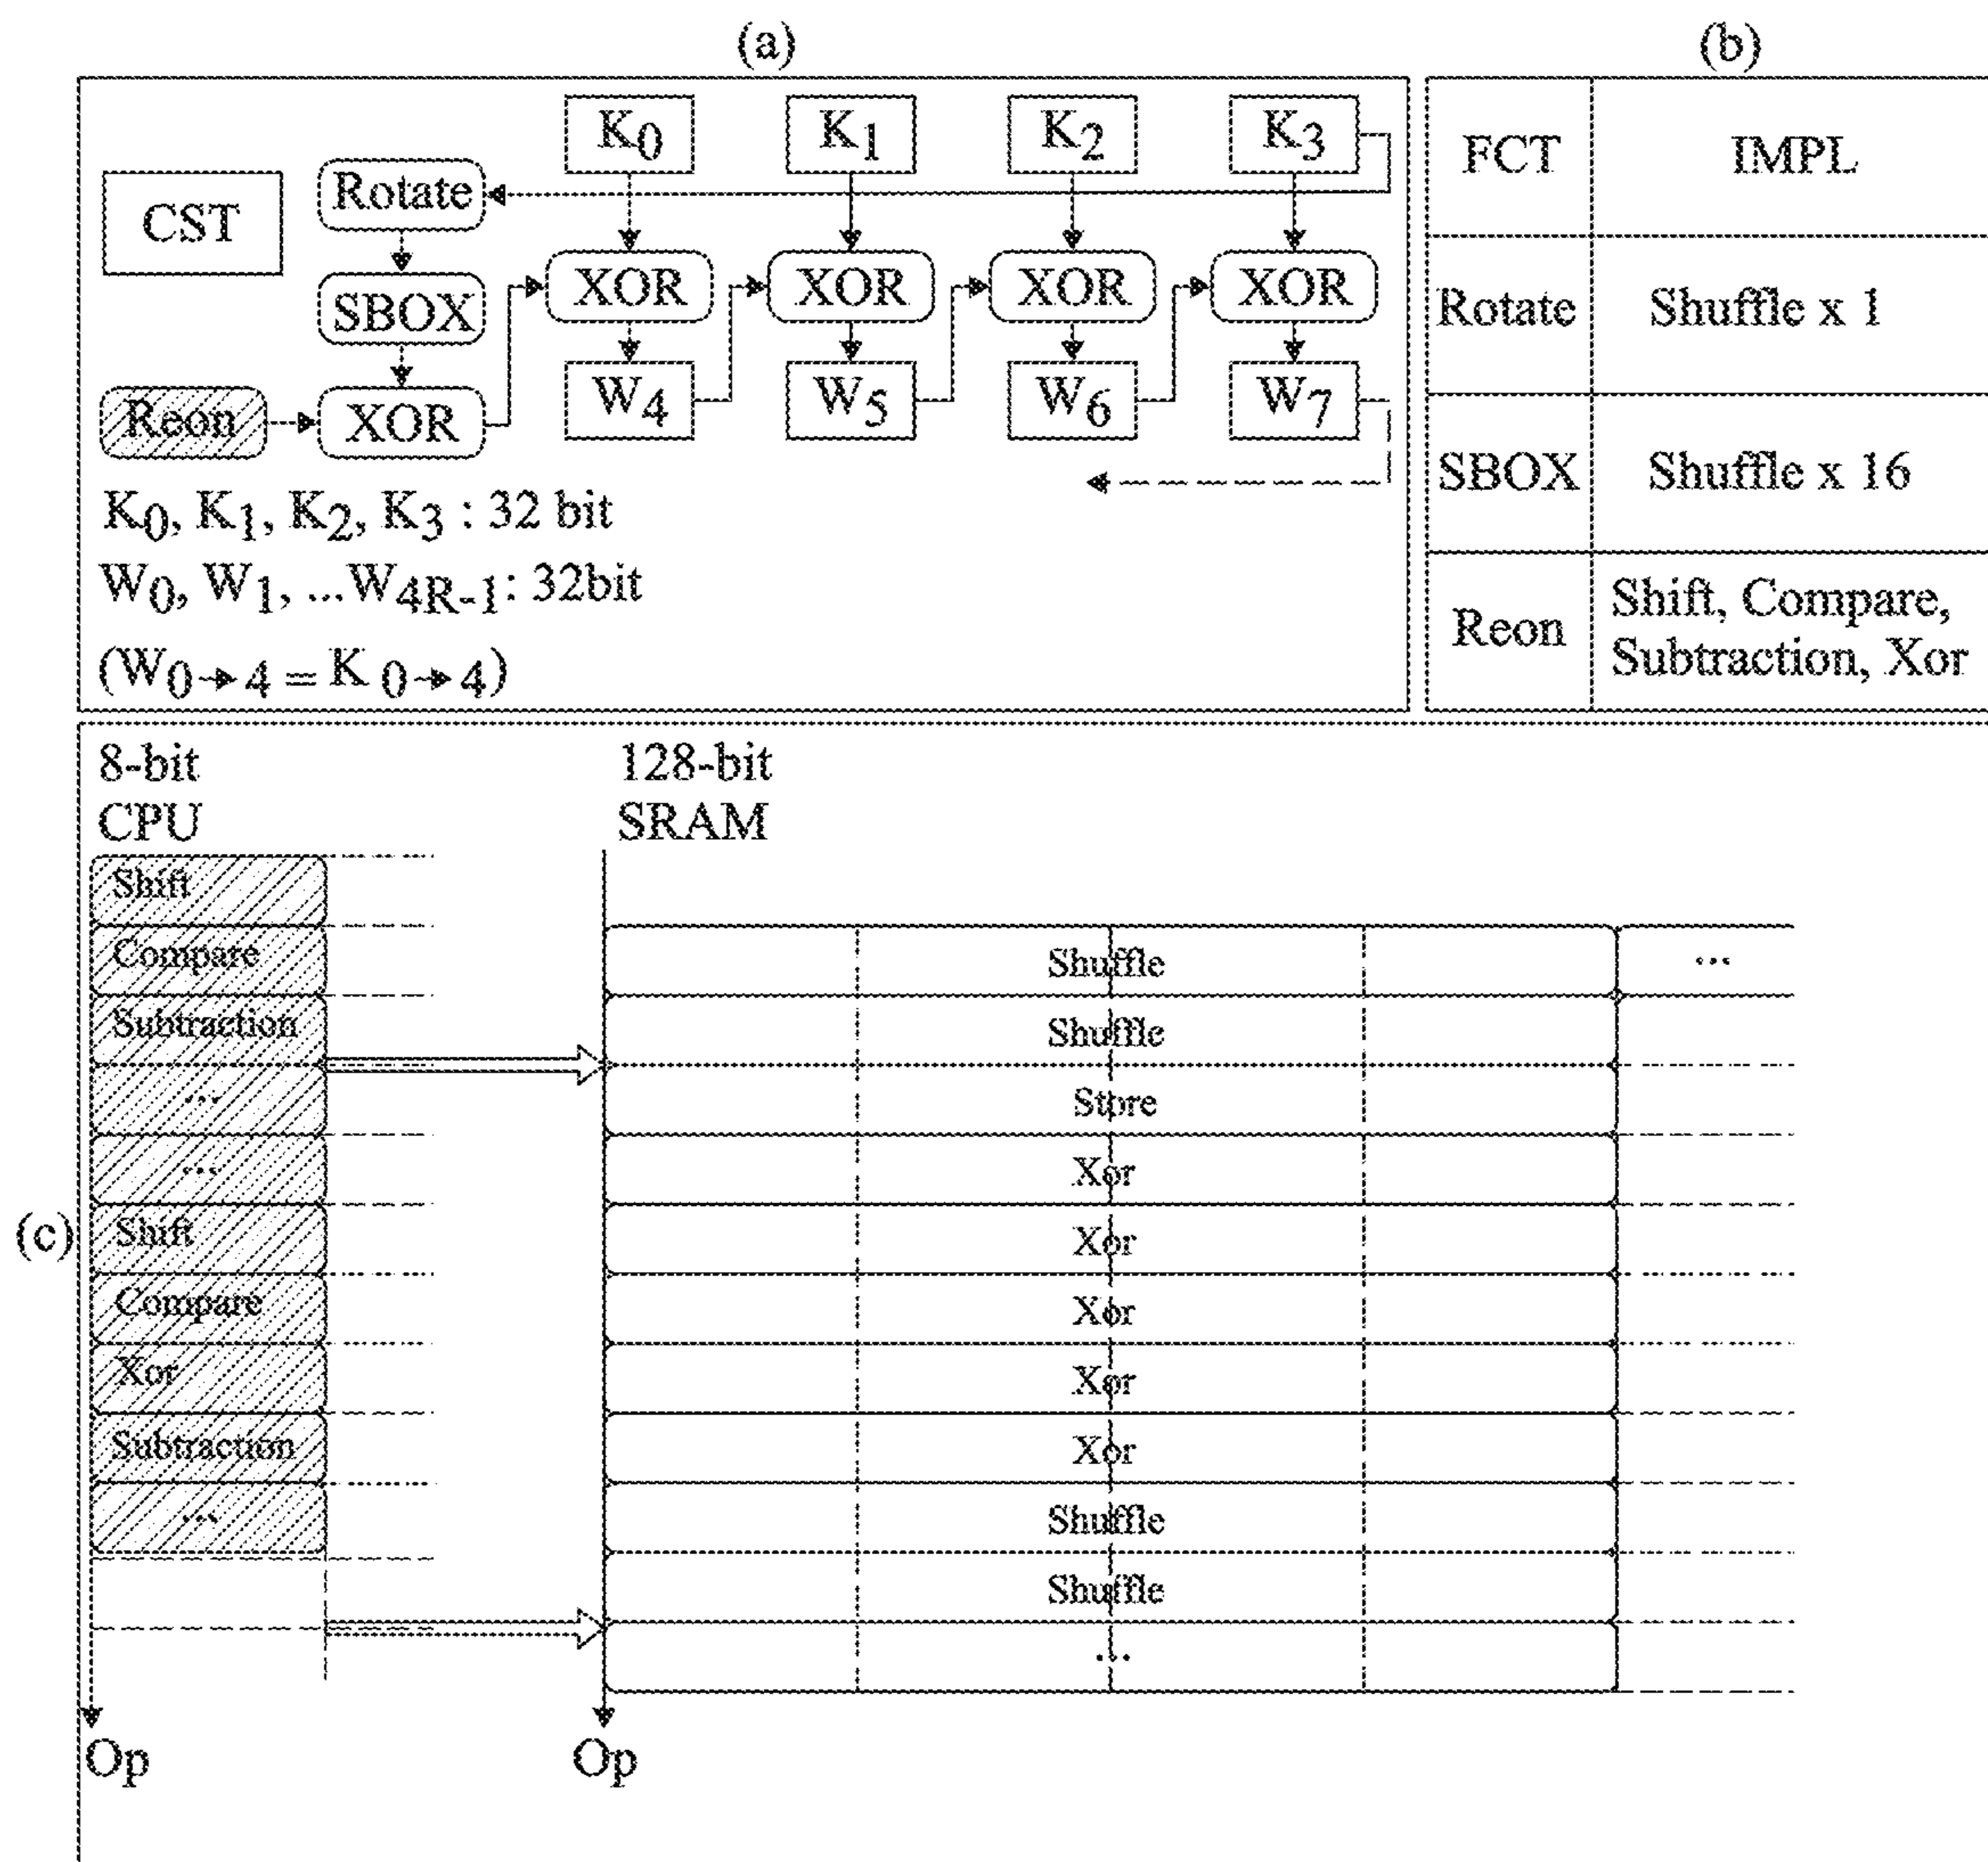 (a)
K0 K1 K2 K3
CST
Rotate
SBOX
XOR XOR XOR XOR
Reon
XOR
W4 W5 W6 W7
K0, K1, K2, K3 : 32 bit
W0, W1, ...W4R-1: 32bit
(W0→4 = K 0→4)
(b)
FCT IMPL
Rotate Shuffle x 1
SBOX Shuffle x 16
Reon Shift, Compare,
Subtraction, Xor
(c)
8-bit
CPU
Shift
Compare
Subtraction
...
...
Shift
Compare
Xor
Subtraction
...
Op
128-bit
SRAM
Shuffle ...
Shuffle
Store
Xor
Xor
Xor
Xor
Xor
Shuffle
Shuffle
...
Op